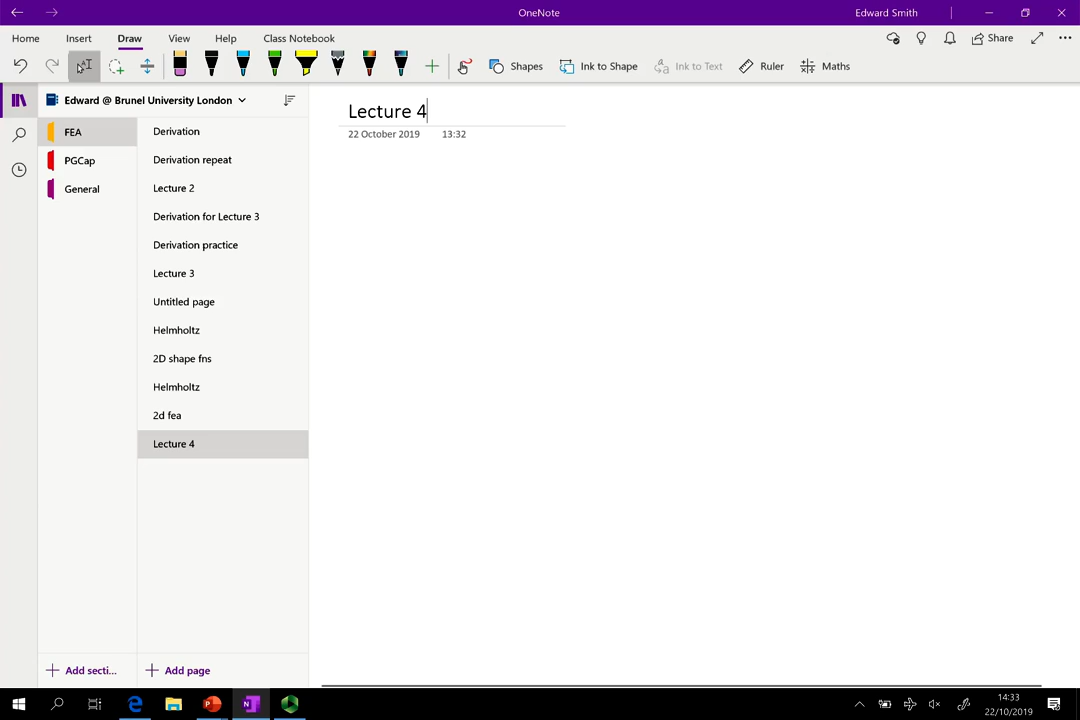 OneNote
Edward Smith
Home
Insert
Draw
View
Help
Class Notebook
Share
Shapes
Ink to Shape
Ink to Text
Ruler
Maths
Edward @ Brunel University London
FEA
PGCap
General
Derivation
Derivation repeat
Lecture 2
Derivation for Lecture 3
Derivation practice
Lecture 3
Untitled page
Helmholtz
2D shape fns
Helmholtz
2d fea
Lecture 4
Add secti...
Add page
Lecture 4
22 October 2019 13:32
14:33
22/10/2019